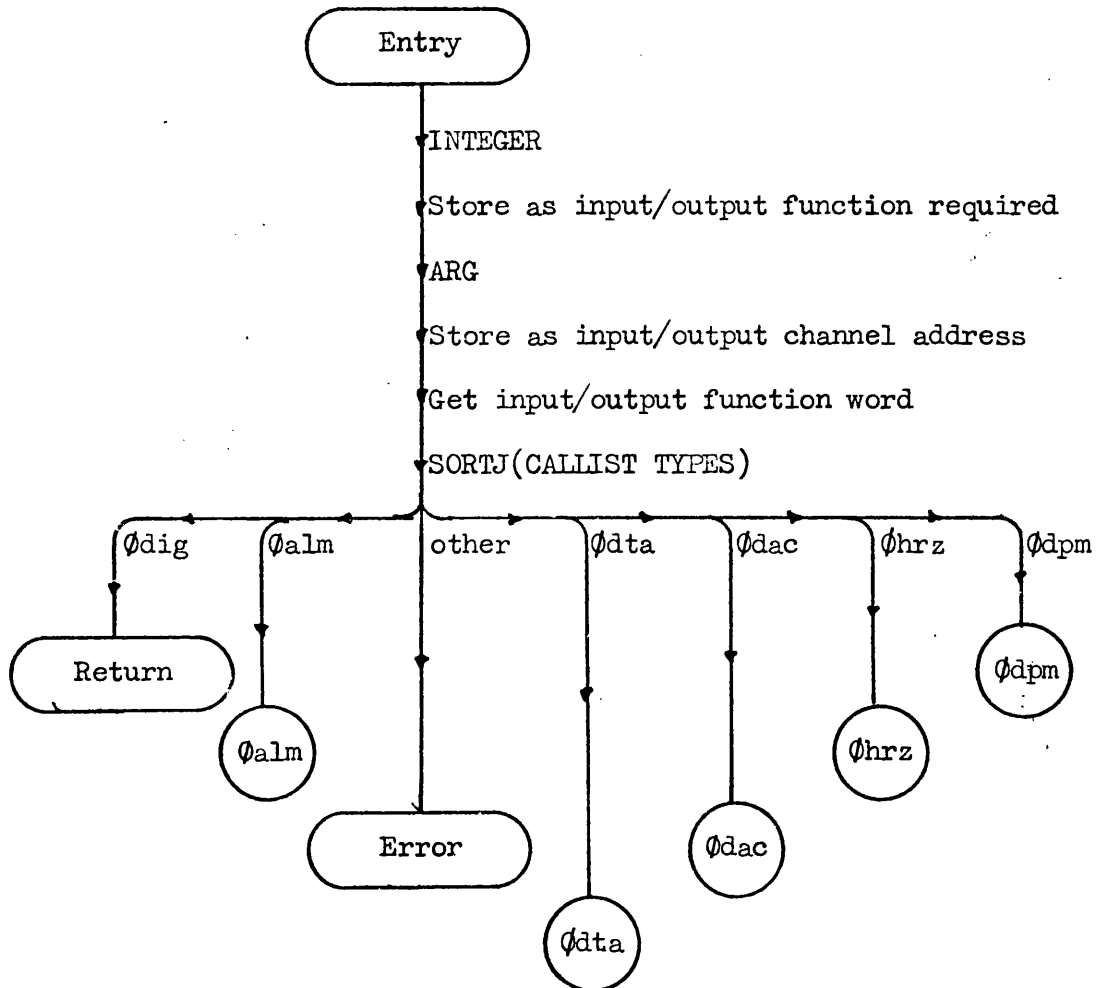 Entry
INTEGER
Store as input/output function required
ARG
Store as input/output channel address
Get input/output function word
SORTJ(CALLIST TYPES)
Ødig Øalm other Ødta Ødac Øhrz Ødpm
Return
Ødpm
Øalm
Øhrz
Error
Ødac
Ødta